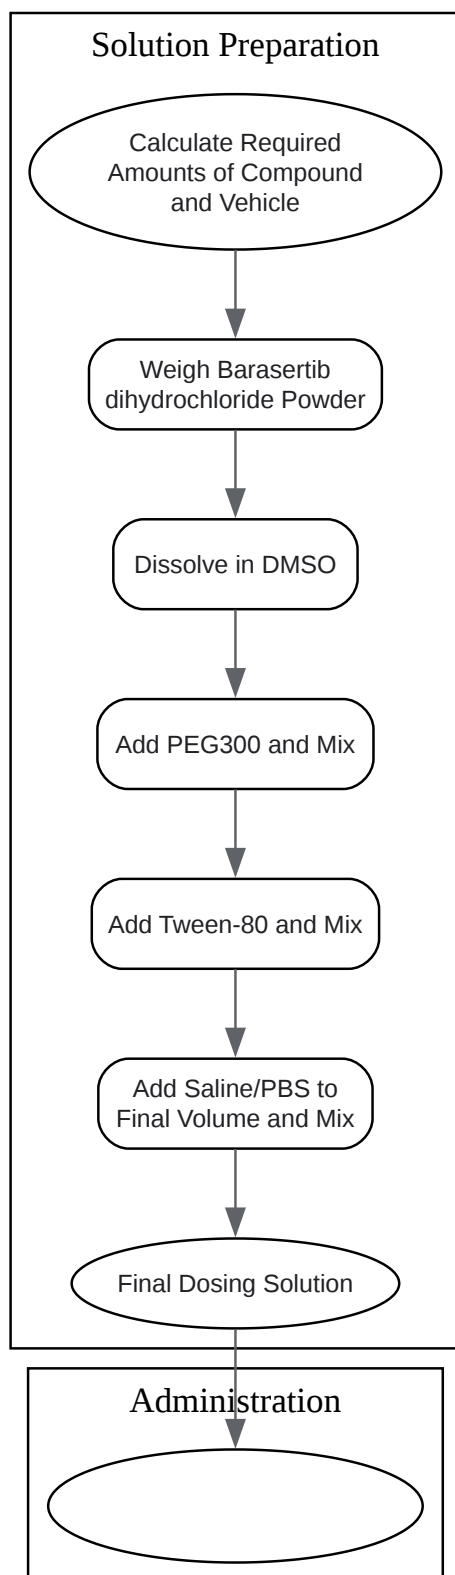 Solution Preparation
Calculate Required
Amounts of Compound
and Vehicle
Weigh Barasertib
dihydrochloride Powder
Dissolve in DMSO
Add PEG300 and Mix
Add Tween-80 and Mix
Add Saline/PBS to
Final Volume and Mix
Final Dosing Solution
Administration